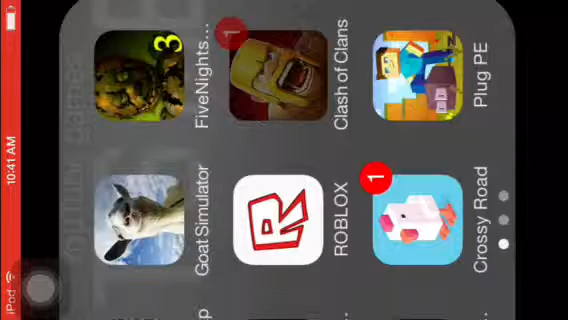 iPod 10:41 AM
3
FiveNights...
1
Clash of Clans
Plug PE
Goat Simulator
R
ROBLOX
1
Crossy Road
p
...
...